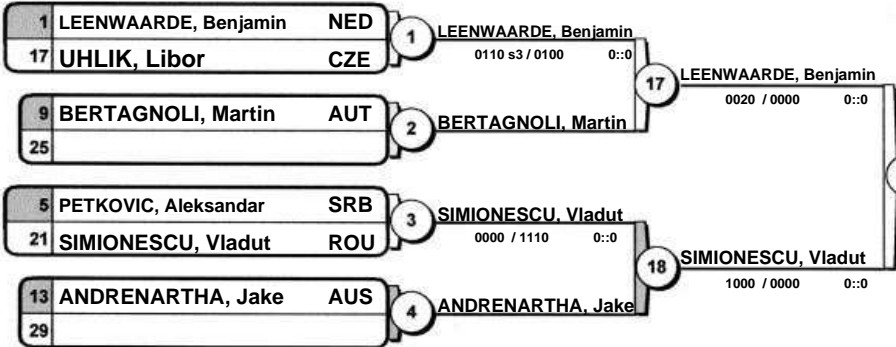 1 LEENWAARDE, Benjamin NED
17 UHLIK, Libor CZE
1
LEENWAARDE, Benjamin
0110 s3 / 0100 0::0
9 BERTAGNOLI, Martin AUT
25
2
BERTAGNOLI, Martin
17
LEENWAARDE, Benjamin
0020 / 0000 0::0
5 PETKOVIC, Aleksandar SRB
21 SIMIONESCU, Vladut ROU
3
SIMIONESCU, Vladut
0000 / 1110 0::0
13 ANDRENARTHA, Jake AUS
29
4
ANDRENARTHA, Jake
18
SIMIONESCU, Vladut
1000 / 0000 0::0